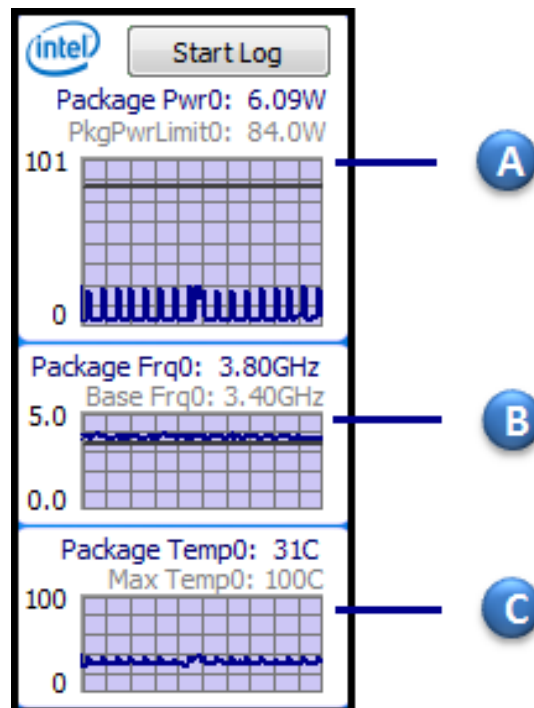 intel
Start Log
Package Pwr0: 6.09W
PkgPwrLimit0: 84.0W
101
0
A
Package Frq0: 3.80GHz
Base Frq0: 3.40GHz
5.0
0.0
B
Package Temp0: 31C
Max Temp0: 100C
100
0
C